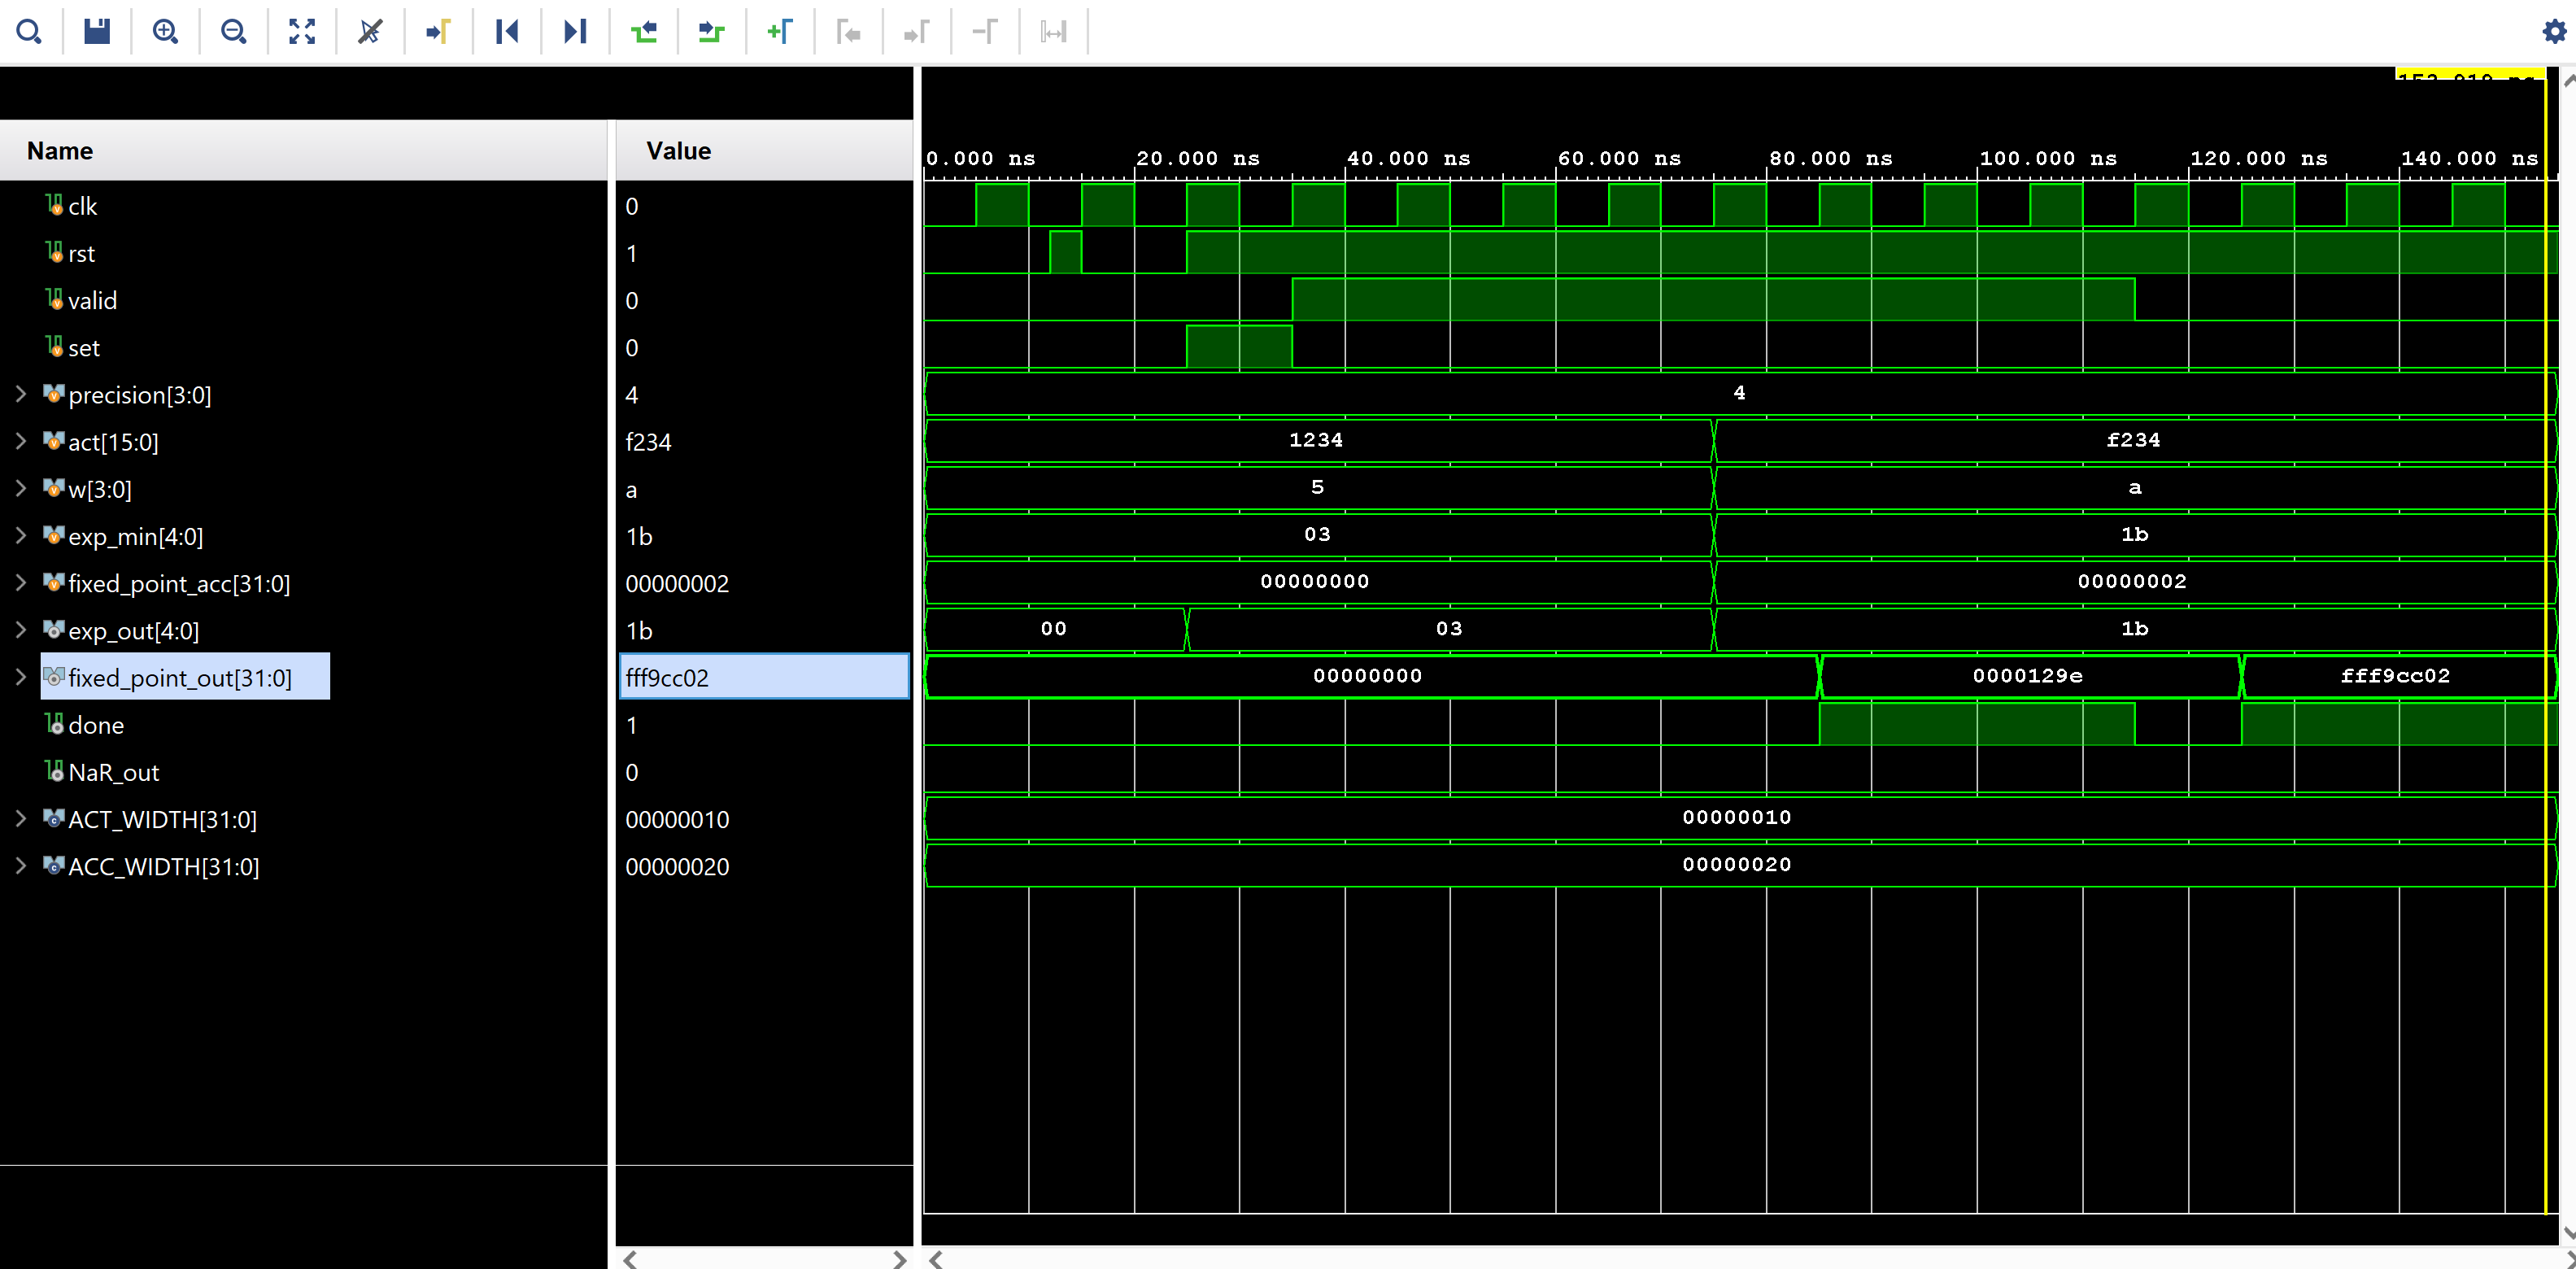 Name Value
0.000 ns 20.000 ns 40.000 ns 60.000 ns 80.000 ns 100.000 ns 120.000 ns 140.000 ns
clk 0
rst 1
valid 0
set 0
precision[3:0] 4 4
act[15:0] f234 1234 f234
w[3:0] a 5 a
exp_min[4:0] 1b 03 1b
fixed_point_acc[31:0] 00000002 00000000 00000002
exp_out[4:0] 1b 00 03 1b
fixed_point_out[31:0] fff9cc02 00000000 0000129e fff9cc02
done 1
NaR_out 0
ACT_WIDTH[31:0] 00000010 00000010
ACC_WIDTH[31:0] 00000020 00000020